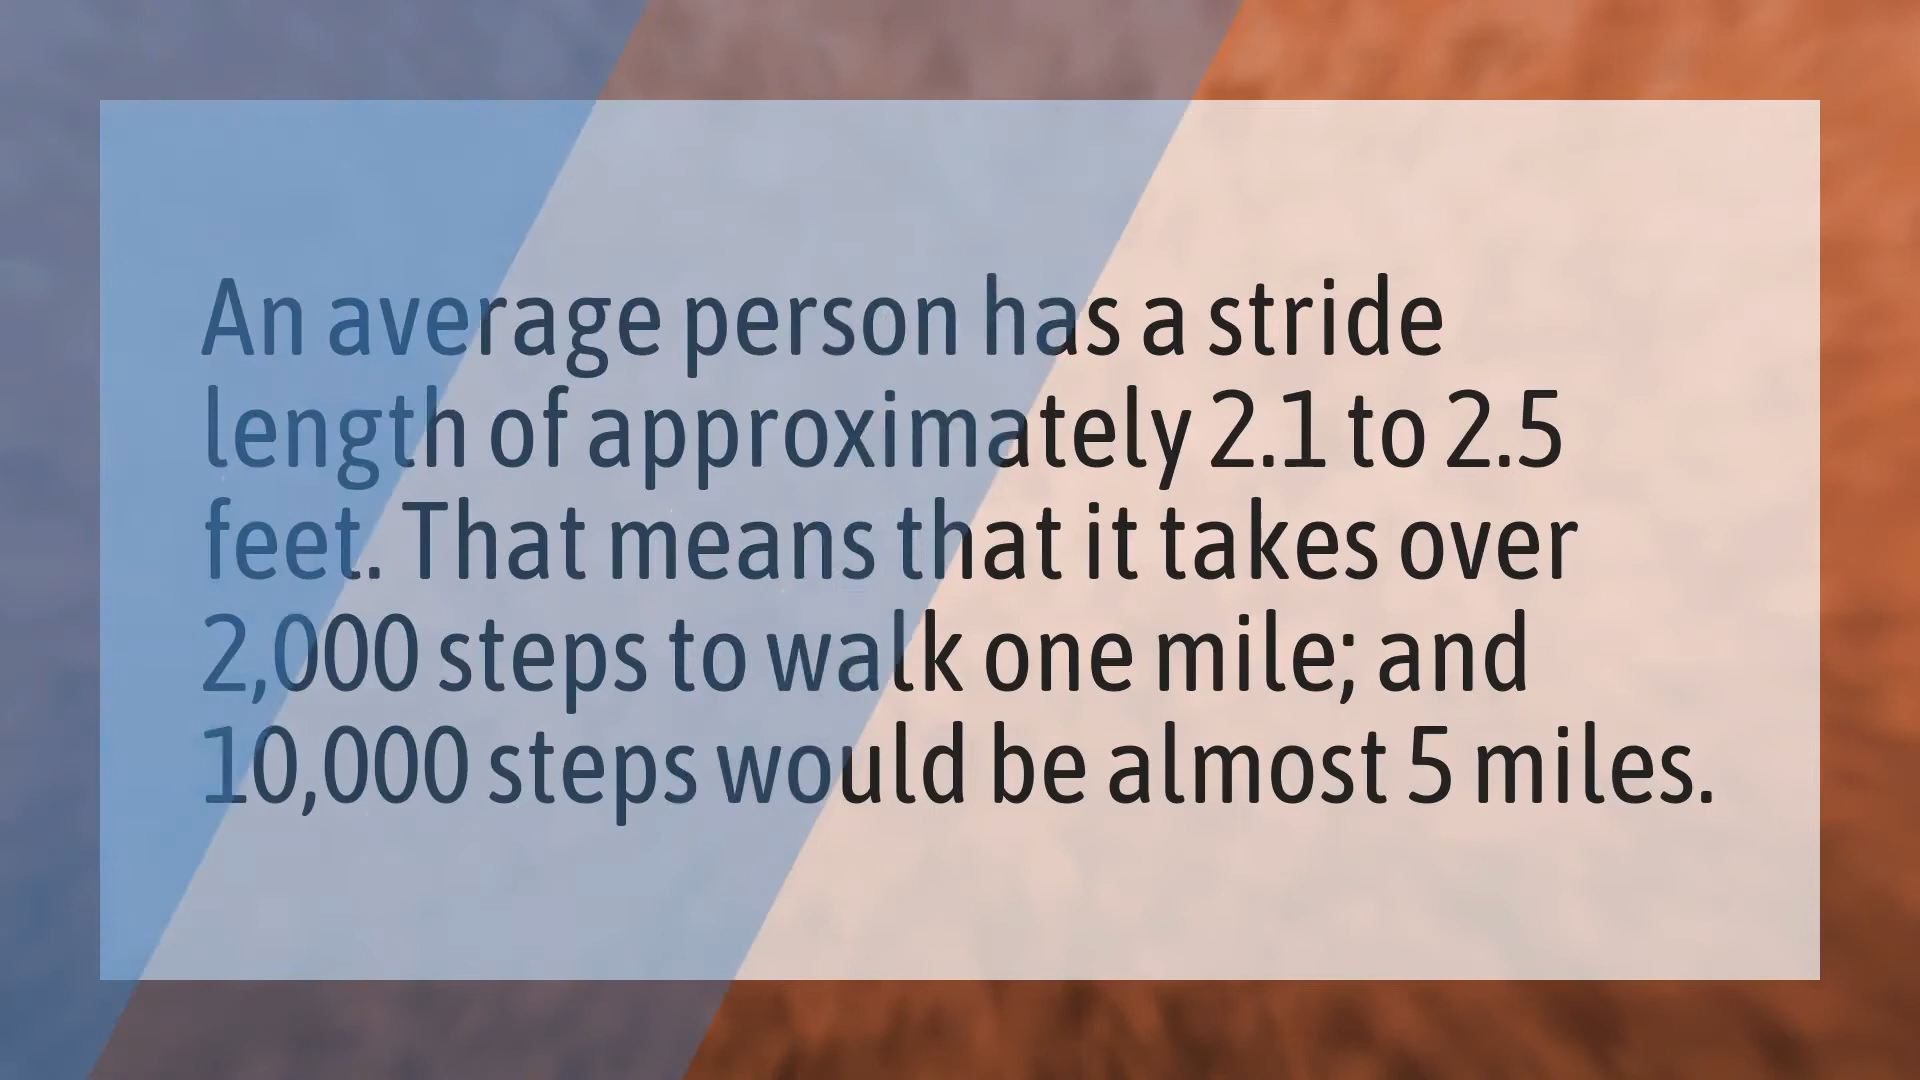 An average person has a stride
length of approximately 2.1 to 2.5
feet. That means that it takes over
2,000 steps to walk one mile; and
10,000 steps would be almost 5 miles.